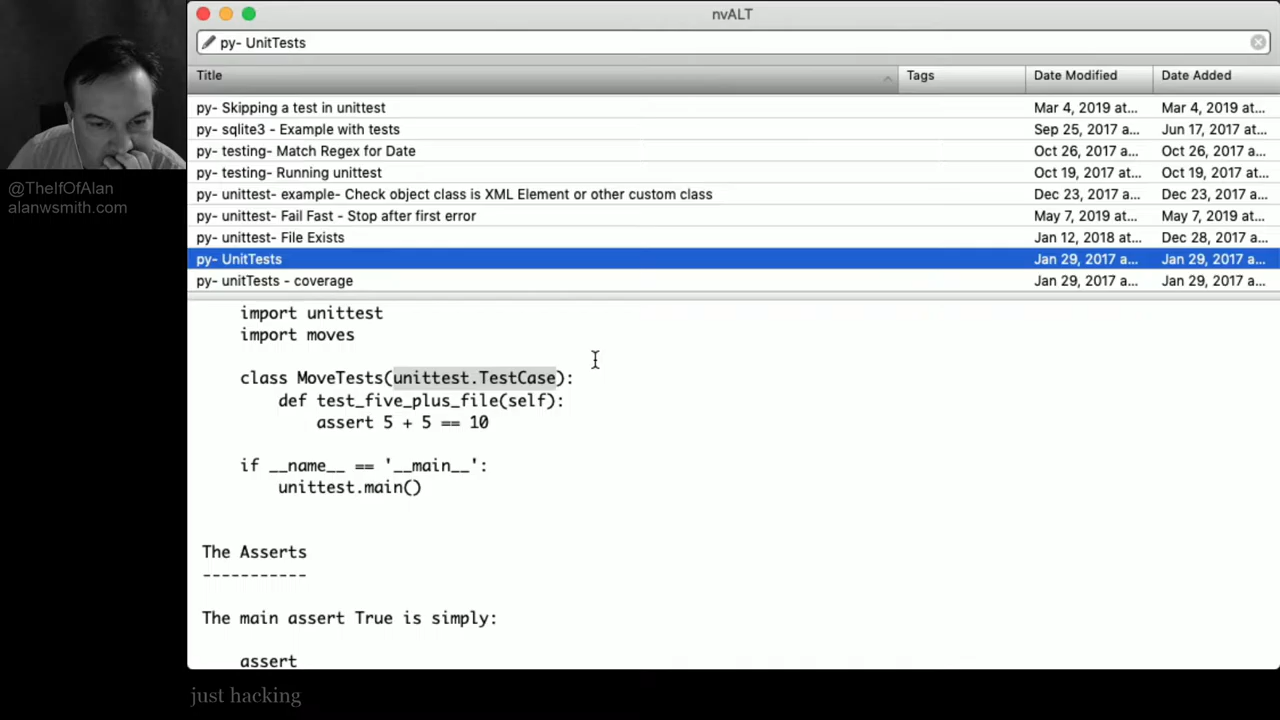 nvALT
py- UnitTests
Title Tags Date Modified Date Added
py- Skipping a test in unittest Mar 4, 2019 at... Mar 4, 2019 at...
py- sqlite3 - Example with tests Sep 25, 2017 a... Jun 17, 2017 at...
py- testing- Match Regex for Date Oct 26, 2017 a... Oct 26, 2017 at...
py- testing- Running unittest Oct 19, 2017 a... Oct 19, 2017 at...
py- unittest- example- Check object class is XML Element or other custom class Dec 23, 2017 a... Dec 23, 2017 at...
py- unittest- Fail Fast - Stop after first error May 7, 2019 at... May 7, 2019 at...
py- unittest- File Exists Jan 12, 2018 at... Dec 28, 2017 a...
py- UnitTests Jan 29, 2017 a... Jan 29, 2017 a...
py- unitTests - coverage Jan 29, 2017 a... Jan 29, 2017 a...
@TheIfOfAlan
alanwsmith.com
import unittest
import moves
class MoveTests(unittest.TestCase):
def test_five_plus_file(self):
assert 5 + 5 == 10
if __name__ == '__main__':
unittest.main()
The Asserts
-----------
The main assert True is simply:
assert
just hacking